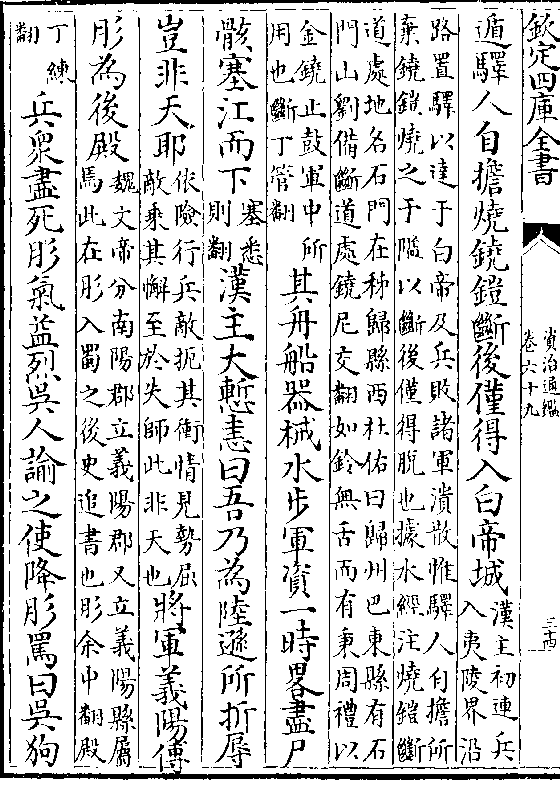 欽定四庫全書
資治通鑑
卷六十九
三十四
遁驛人自擔燒鐃鎧斷後僅得入白帝城
漢主初連兵
入夷陵界沿
路置驛以達于白帝及兵敗諸軍潰散惟驛人自擔所
棄鐃鎧燒之于隘以斷後僅得脫也據水經注燒鎧斷
道處地名石門在秭歸縣西杜佑曰歸州巴東縣有石
門山劉備斷道處鐃尼交翻如鈴無舌而有秉周禮以
金鐃止鼓軍中所
用也斷丁管翻
其舟船器械水步軍資一時畧盡尸
骸塞江而下
塞悉
則翻
漢主大慙恚曰吾乃為陸遜所折辱
豈非天耶
依險行兵敵扼其衝情見勢屈
敵乘其懈至於失師此非天也
將軍義陽傅
肜為後殿
魏文帝分南陽郡立義陽郡又立義陽縣屬
焉此在肜入蜀之後史追書也肜余中翻殿
丁練
翻
兵眾盡死肜氣益烈吳人諭之使降肜罵曰吳狗